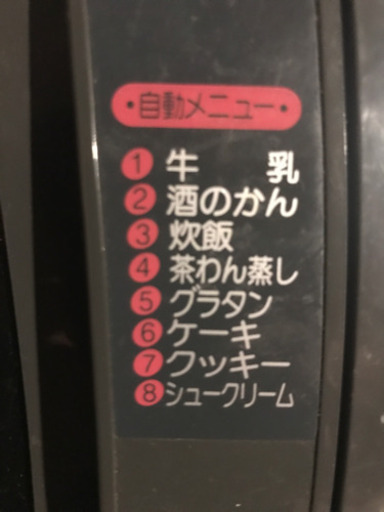 ・自動メニュー・
① 牛 乳
② 酒のかん
③ 炊飯
④ 茶わん蒸し
⑤ グラタン
⑥ ケーキ
⑦ クッキー
⑧ シュークリーム